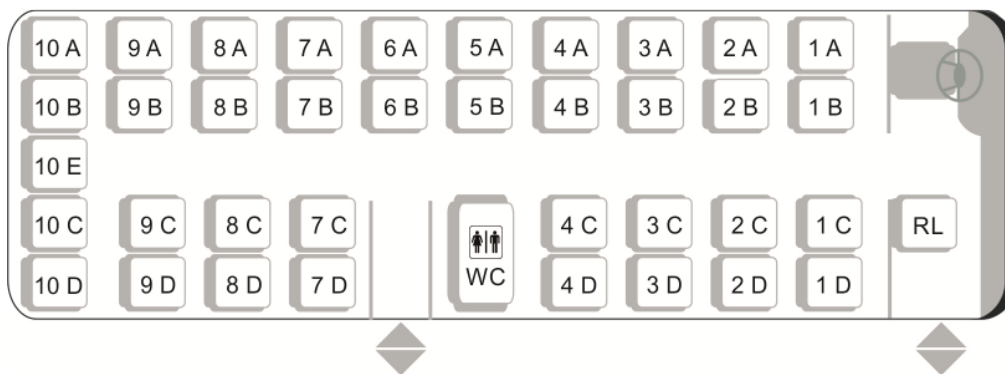 10 A 9 A 8 A 7 A 6 A 5 A 4 A 3 A 2 A 1 A
10 B 9 B 8 B 7 B 6 B 5 B 4 B 3 B 2 B 1 B
10 E
10 C 9 C 8 C 7 C 4 C 3 C 2 C 1 C RL
WC
10 D 9 D 8 D 7 D 4 D 3 D 2 D 1 D